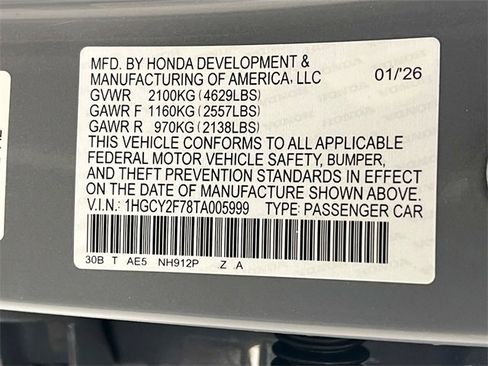 MFD. BY HONDA DEVELOPMENT &
MANUFACTURING OF AMERICA, LLC 01/'26
GVWR 2100KG (4629LBS)
GAWR F 1160KG (2557LBS)
GAWR R 970KG (2138LBS)
THIS VEHICLE CONFORMS TO ALL APPLICABLE
FEDERAL MOTOR VEHICLE SAFETY, BUMPER,
AND THEFT PREVENTION STANDARDS IN EFFECT
ON THE DATE OF MANUFACTURE SHOWN ABOVE.
V.I.N.: 1HGCY2F78TA005999 TYPE: PASSENGER CAR
30B T AE5 NH912P Z A